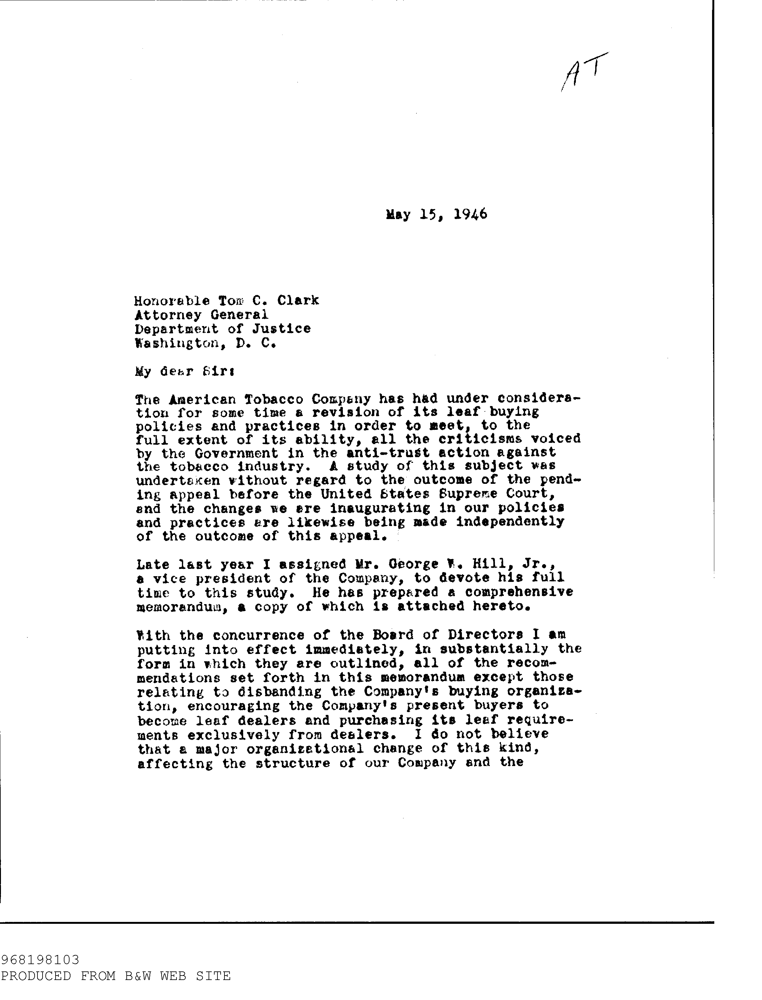 AT
May 15, 1946
Honorable Tom C. Clark
Attorney General
Department of Justice
Washington, D. C.
My dear Sir:
The American Tobacco Company has had under considera-
tion for some time a revision of its leaf buying
policies and practices in order to meet, to the
full extent of its ability, all the criticisms voiced
by the Government in the anti-trust action against
the tobacco industry. A study of this subject was
undertaken without regard to the outcome of the pend-
ing appeal before the United States Supreme Court,
and the changes we are inaugurating in our policies
and practices are likewise being made independently
of the outcome of this appeal.
Late last year I assigned Mr. George W. Hill, Jr.,
a vice president of the Company, to devote his full
time to this study. He has prepared a comprehensive
memorandum, a copy of which is attached hereto.
With the concurrence of the Board of Directors I am
putting into effect immediately, in substantially the
form in which they are outlined, all of the recom-
mendations set forth in this memorandum except those
relating to disbanding the Company's buying organiza-
tion, encouraging the Company's present buyers to
become leaf dealers and purchasing its leaf require-
ments exclusively from dealers. I do not believe
that a major organizational change of this kind,
affecting the structure of our Company and the
968198103
PRODUCED FROM B&W WEB SITE